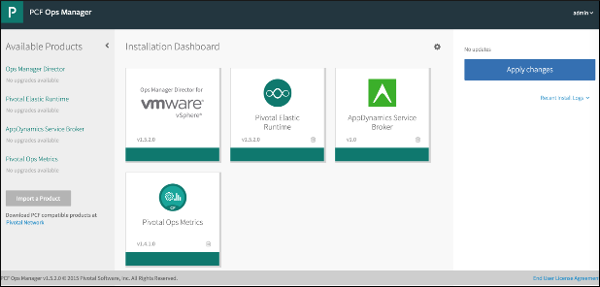 P
PCF Ops Manager
admin
Available Products
Ops Manager Director
No upgrades available
Pivotal Elastic Runtime
No upgrades available
AppDynamics Service Broker
No upgrades available
Pivotal Ops Metrics
No upgrades available
Import a Product
Download PCF compatible products at
Pivotal Network
Installation Dashboard
Ops Manager Director for
vmware®
vSphere®
v1.5.2.0
Pivotal Elastic
Runtime
v1.5.2.0
AppDynamics Service
Broker
v1.0
Pivotal Ops Metrics
v1.4.1.0
No updates
Apply changes
Recent Install Logs
PCF Ops Manager v1.5.2.0 © 2015 Pivotal Software, Inc. All Rights Reserved.
End User License Agreement